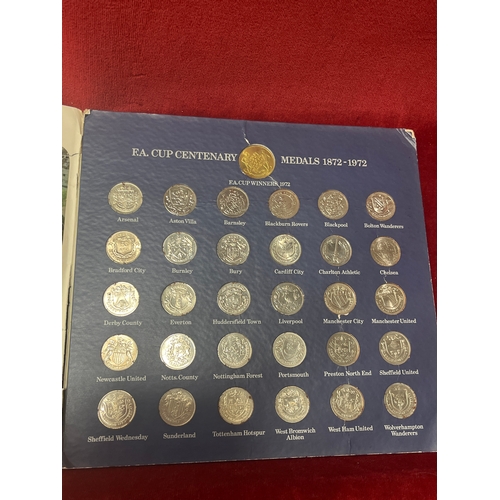 F.A. CUP CENTENARY MEDALS 1872-1972
F.A. CUP WINNERS 1972
Arsenal Aston Villa Barnsley Blackburn Rovers Blackpool Bolton Wanderers
Bradford City Burnley Bury Cardiff City Charlton Athletic Chelsea
Derby County Everton Huddersfield Town Liverpool Manchester City Manchester United
Newcastle United Notts County Nottingham Forest Portsmouth Preston North End Sheffield United
Sheffield Wednesday Sunderland Tottenham Hotspur West Bromwich West Ham United Wolverhampton
Albion Wanderers